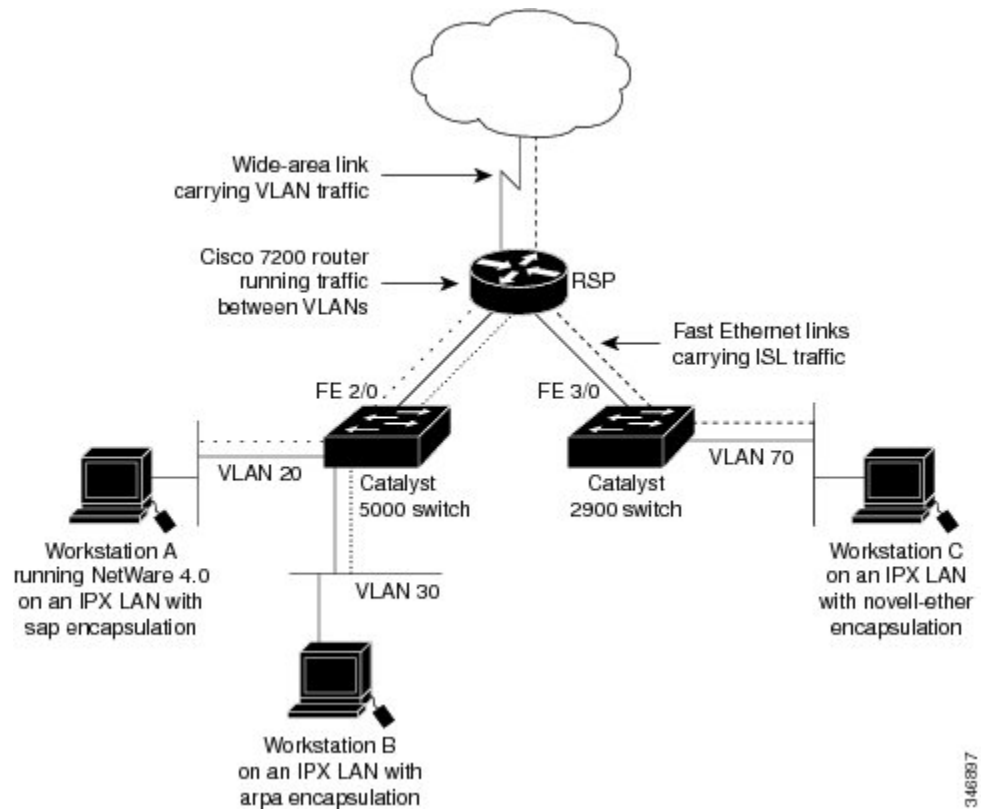 Wide-area link
carrying VLAN traffic
Cisco 7200 router
running traffic
between VLANs
RSP
Fast Ethernet links
carrying ISL traffic
FE 2/0
FE 3/0
VLAN 20
Catalyst
5000 switch
Catalyst
2900 switch
VLAN 70
Workstation A
running NetWare 4.0
on an IPX LAN with
sap encapsulation
VLAN 30
Workstation C
on an IPX LAN
with novell-ether
encapsulation
Workstation B
on an IPX LAN with
arpa encapsulation
346897